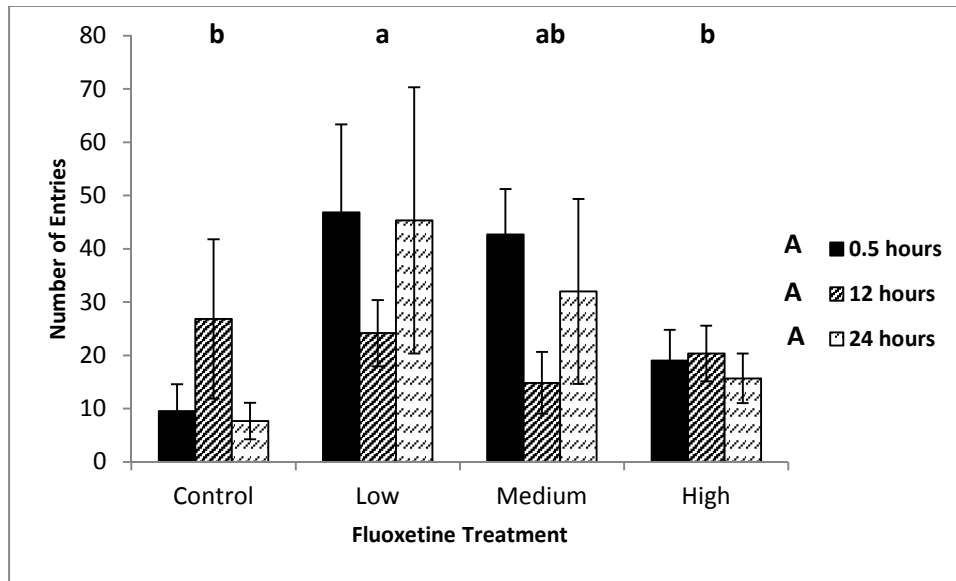 b a ab b
80
70
60
50
40
30
20
10
0
Number of Entries
Control Low Medium High
Fluoxetine Treatment
A 0.5 hours
A 12 hours
A 24 hours